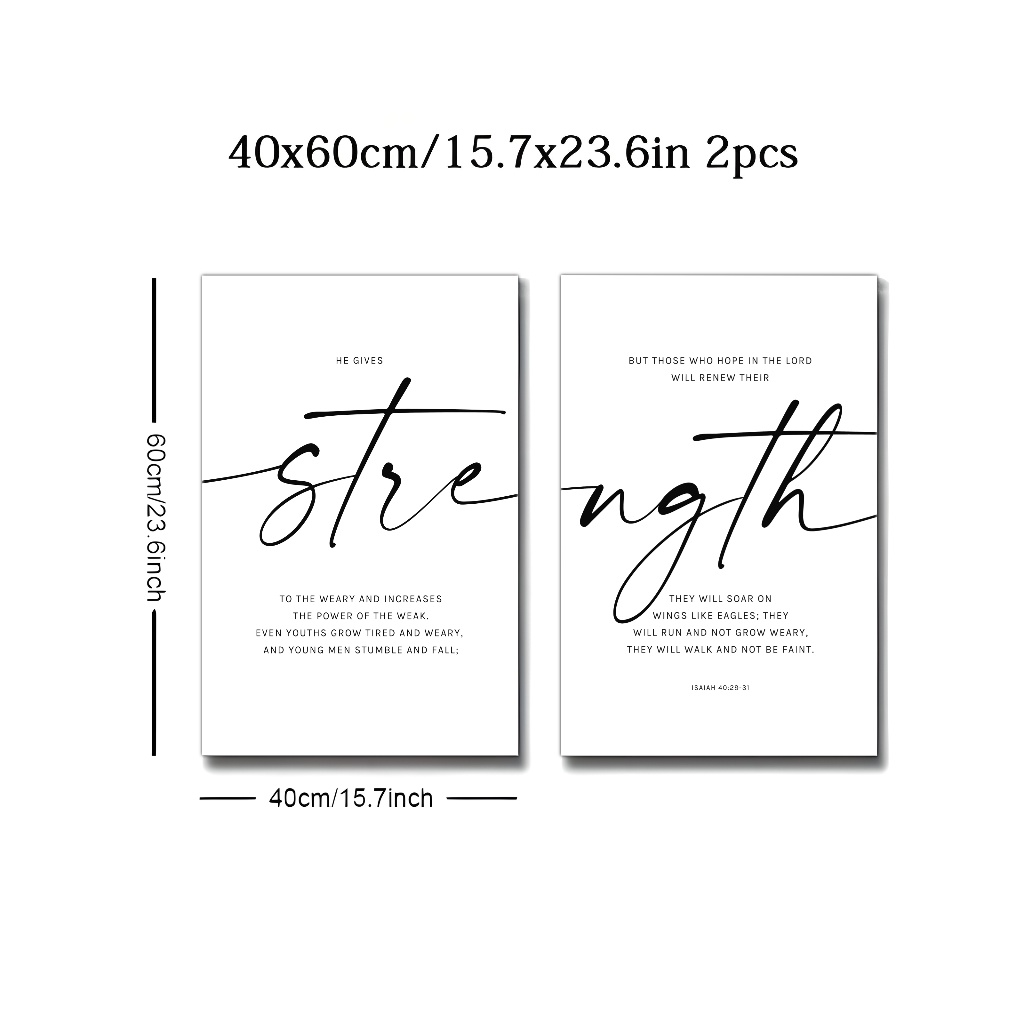 40x60cm/15.7x23.6in 2pcs
60cm/23.6inch
HE GIVES
stre
TO THE WEARY AND INCREASES
THE POWER OF THE WEAK.
EVEN YOUTHS GROW TIRED AND WEARY,
AND YOUNG MEN STUMBLE AND FALL;
BUT THOSE WHO HOPE IN THE LORD
WILL RENEW THEIR
ngth
THEY WILL SOAR ON
WINGS LIKE EAGLES; THEY
WILL RUN AND NOT GROW WEARY,
THEY WILL WALK AND NOT BE FAINT.
ISAIAH 40:29-31
40cm/15.7inch